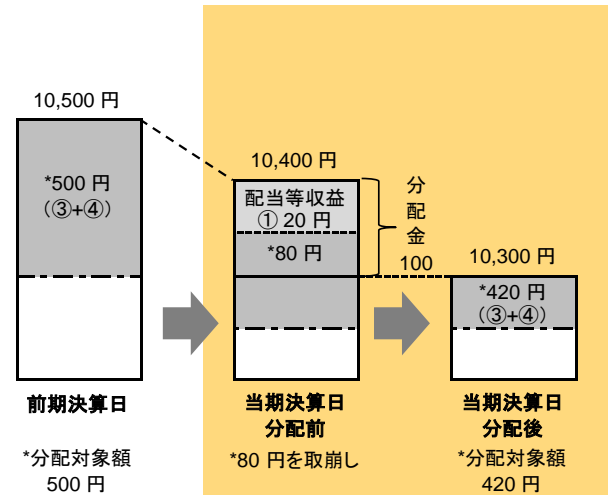 10,500 円
*500 円
(③+④)
前期決算日
*分配対象額
500 円
10,400 円
配当等収益
① 20 円
*80 円
分
配
金
100
当期決算日
分配前
*80 円を取崩し
10,300 円
*420 円
(③+④)
当期決算日
分配後
*分配対象額
420 円